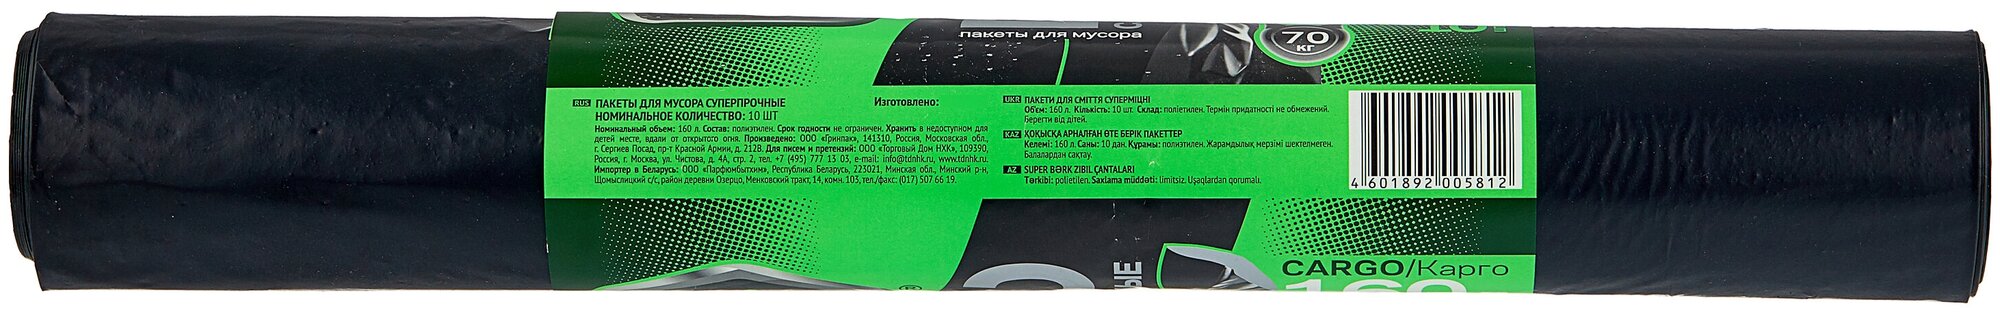 пакеты для мусора
70
кг
RUS ПАКЕТЫ ДЛЯ МУСОРА СУПЕРПРОЧНЫЕ
НОМИНАЛЬНОЕ КОЛИЧЕСТВО: 10 ШТ
Изготовлено:
Номинальный объем: 160 л. Состав: полиэтилен. Срок годности не ограничен. Хранить в недоступном для
детей месте, вдали от открытого огня. Произведено: ООО «Гринпак», 141310, Россия, Московская обл.,
г. Сергиев Посад, пр-т Красной Армии, д. 212В. Для писем и претензий: ООО «Торговый Дом НХК», 109390,
Россия, г. Москва, ул. Чистова, д. 4А, стр. 2, тел. +7 (495) 777 13 03, e-mail: info@tdnhk.ru, www.tdnhk.ru.
Импортер в Беларусь: ООО «Парфюмбытхим», Республика Беларусь, 223021, Минская обл., Минский р-н,
Щомыслицкий с/с, район деревни Озерцо, Менковский тракт, 14, комн. 103, тел./факс: (017) 507 66 19.
UKR ПАКЕТИ ДЛЯ СМІТТЯ СУПЕРМІЦНІ
Об'єм: 160 л. Кількість: 10 шт. Склад: поліетилен. Термін придатності не обмежений.
Берегти від дітей.
KAZ ҚОҚЫСҚА АРНАЛҒАН ӨТЕ БЕРІК ПАКЕТТЕР
Көлемі: 160 л. Саны: 10 дан. Құрамы: полиэтилен. Жарамдылық мерзімі шектелмеген.
Балалардан сақтау.
AZ SUPER BƏRK ZIBIL ÇANTALARI
Tərkibi: polietilen. Saxlama müddəti: limitsiz. Uşaqlardan qorumalı.
4 601892 005812
®
ЫЕ
CARGO/Карго
160